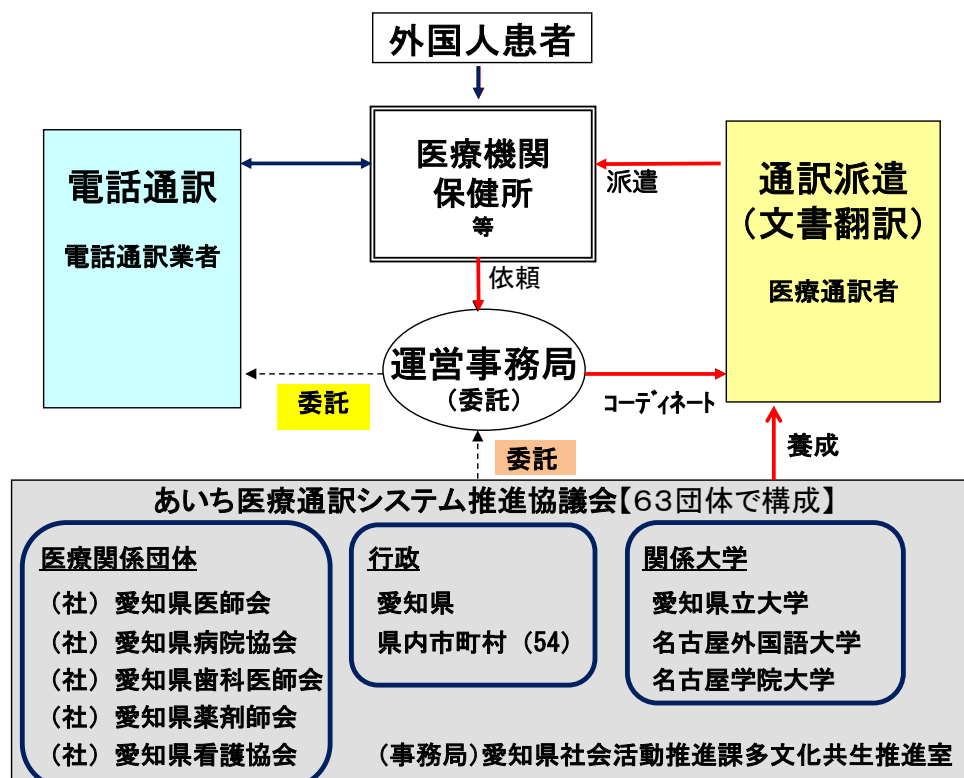 外国人患者
医療機関
保健所
等
電話通訳
電話通訳業者
派遣
通訳派遣
（文書翻訳）
医療通訳者
依頼
運営事務局
（委託）
委託
コーディネート
委託
養成
あいち医療通訳システム推進協議会【６３団体で構成】
医療関係団体
（社）愛知県医師会
（社）愛知県病院協会
（社）愛知県歯科医師会
（社）愛知県薬剤師会
（社）愛知県看護協会
行政
愛知県
県内市町村（54）
関係大学
愛知県立大学
名古屋外国語大学
名古屋学院大学
（事務局）愛知県社会活動推進課多文化共生推進室